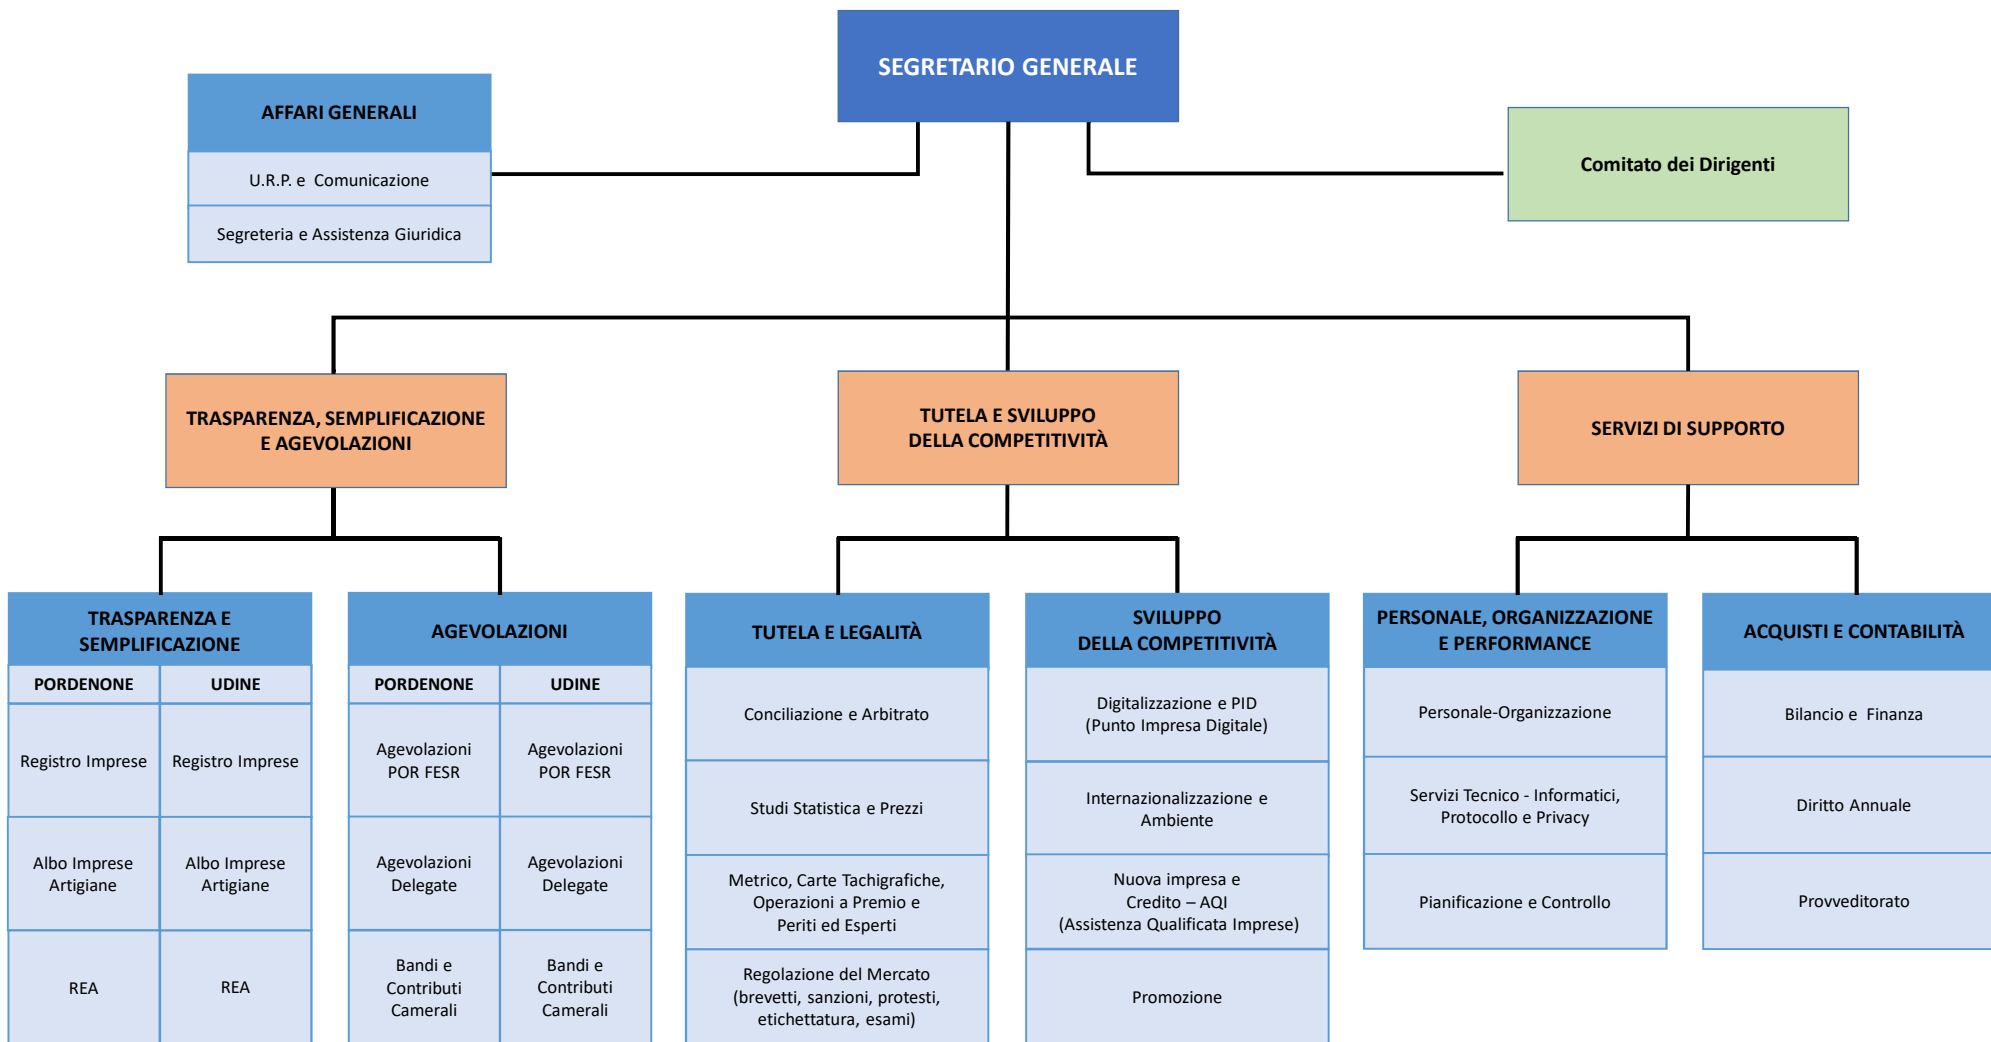 SEGRETARIO GENERALE
AFFARI GENERALI
U.R.P. e Comunicazione
Segreteria e Assistenza Giuridica
Comitato dei Dirigenti
TRASPARENZA, SEMPLIFICAZIONE
E AGEVOLAZIONI
TUTELA E SVILUPPO
DELLA COMPETITIVITÀ
SERVIZI DI SUPPORTO
TRASPARENZA E
SEMPLIFICAZIONE
PORDENONE
UDINE
Registro Imprese
Registro Imprese
Albo Imprese
Artigiane
Albo Imprese
Artigiane
REA
REA
AGEVOLAZIONI
PORDENONE
UDINE
Agevolazioni
POR FESR
Agevolazioni
POR FESR
Agevolazioni
Delegate
Agevolazioni
Delegate
Bandi e
Contributi
Camerali
Bandi e
Contributi
Camerali
TUTELA E LEGALITÀ
Conciliazione e Arbitrato
Studi Statistica e Prezzi
Metrico, Carte Tachigrafiche,
Operazioni a Premio e
Periti ed Esperti
Regolazione del Mercato
(brevetti, sanzioni, protesti,
etichettatura, esami)
SVILUPPO
DELLA COMPETITIVITÀ
Digitalizzazione e PID
(Punto Impresa Digitale)
Internazionalizzazione e
Ambiente
Nuova impresa e
Credito – AQI
(Assistenza Qualificata Imprese)
Promozione
PERSONALE, ORGANIZZAZIONE
E PERFORMANCE
Personale-Organizzazione
Servizi Tecnico - Informatici,
Protocollo e Privacy
Pianificazione e Controllo
ACQUISTI E CONTABILITÀ
Bilancio e Finanza
Diritto Annuale
Provveditorato